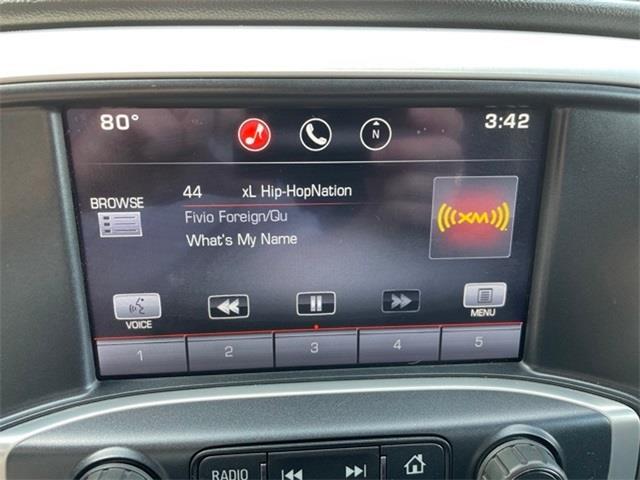 80° 3:42
N
BROWSE
44 xL Hip-HopNation
Fivio Foreign/Qu
What's My Name
((((XM))))
VOICE MENU
1 2 3 4 5
RADIO